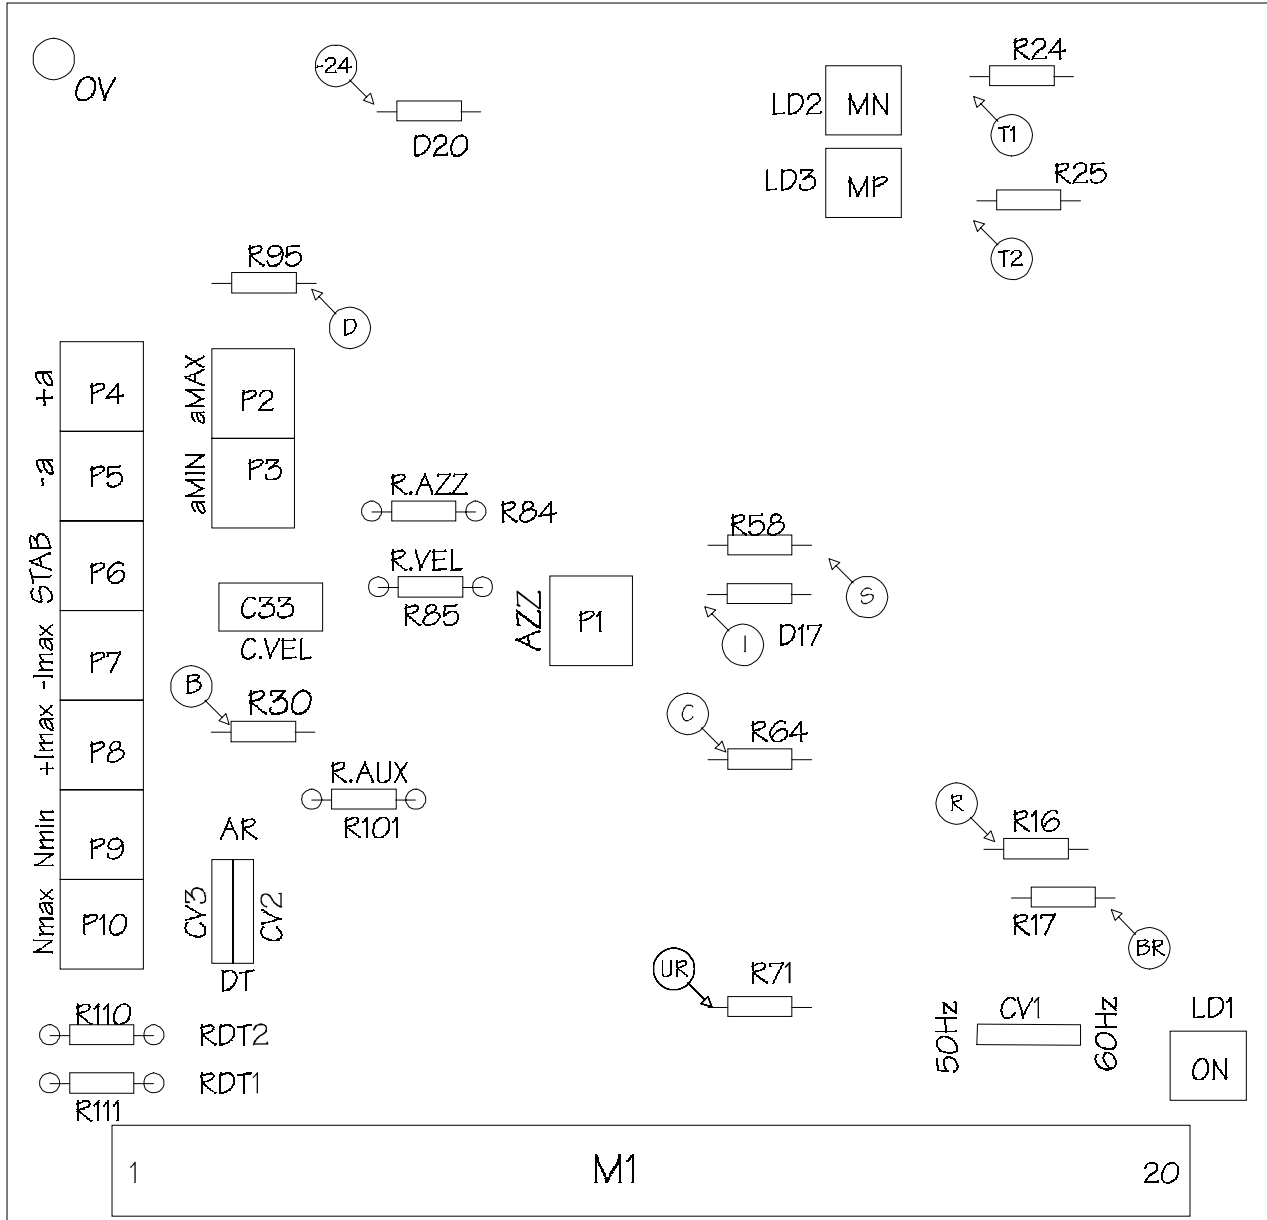 OV
-24
D20
LD2
MN
R24
T1
LD3
MP
R25
T2
R95
D
+a
P4
aMAX
P2
-a
P5
aMIN
P3
R.AZZ
R84
STAB
P6
R.VEL
R85
C33
C.VEL
AZZ
P1
R58
S
D17
I
-Imax
P7
B
R30
C
R64
+Imax
P8
R.AUX
R101
Nmin
P9
AR
CV3
CV2
DT
Nmax
P10
R
R16
R17
BR
UR
R71
R110
RDT2
R111
RDT1
50Hz
CV1
60Hz
LD1
ON
1
M1
20